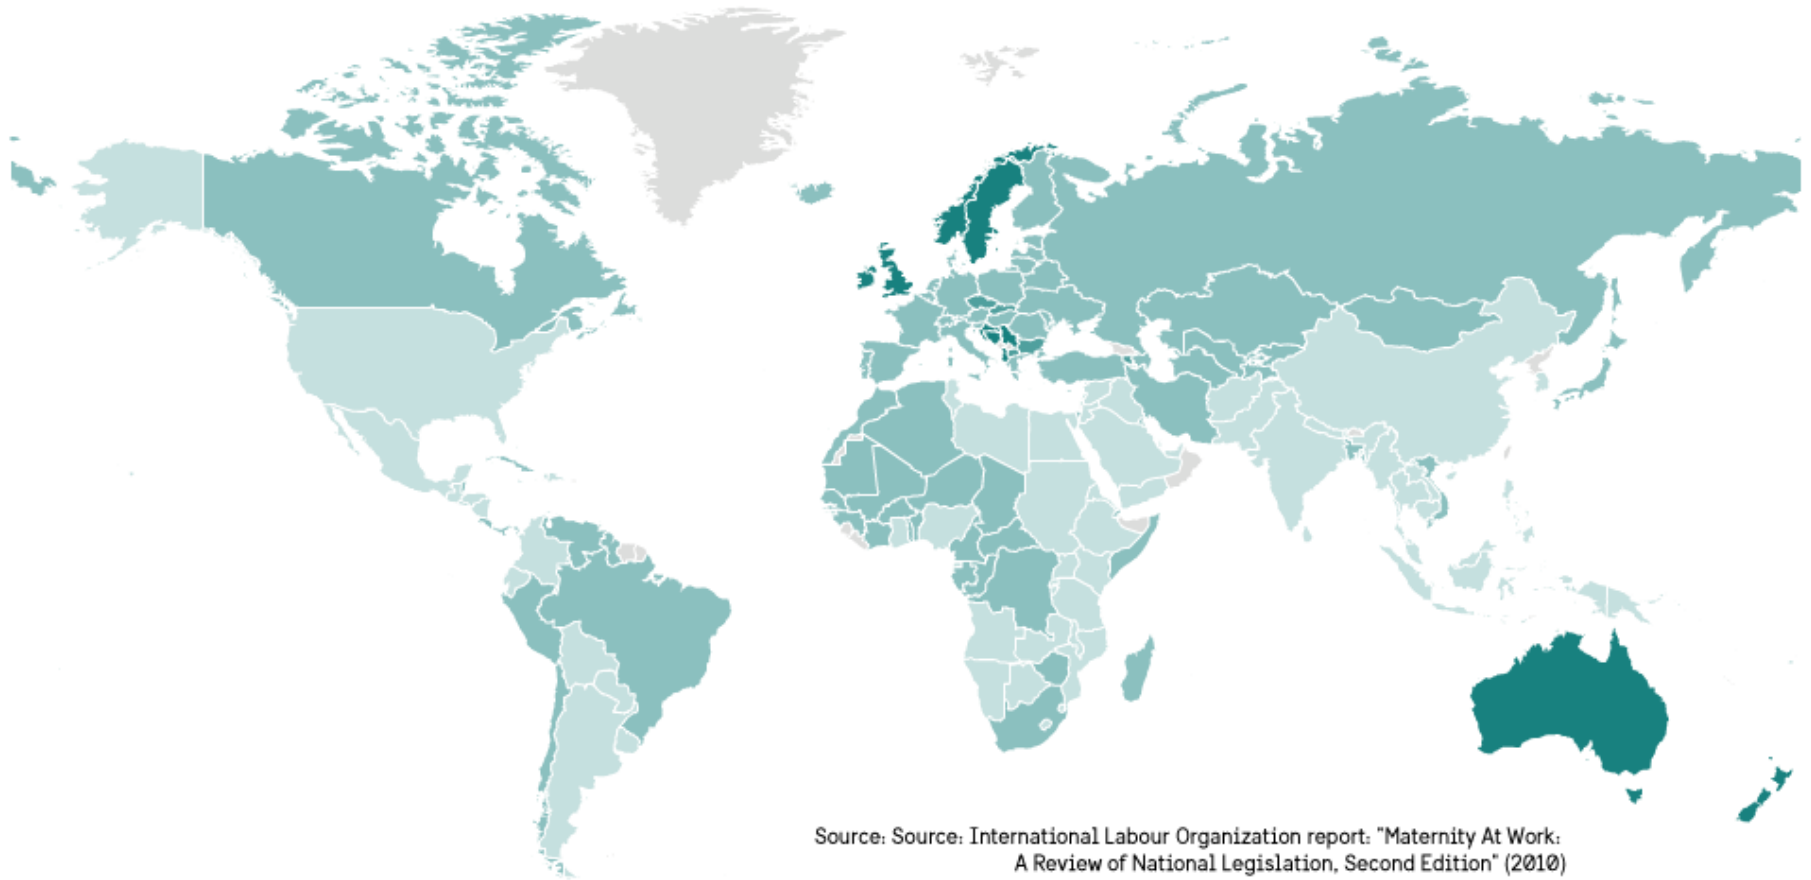 Source: Source: International Labour Organization report: "Maternity At Work:
A Review of National Legislation, Second Edition" (2010)